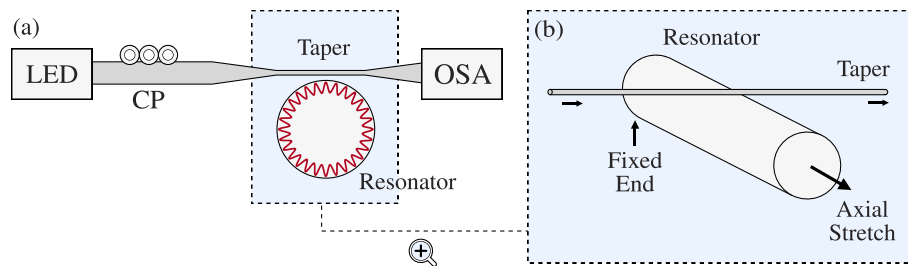 (a)
Taper
LED
CP
OSA
Resonator
(b)
Resonator
Taper
Fixed
End
Axial
Stretch